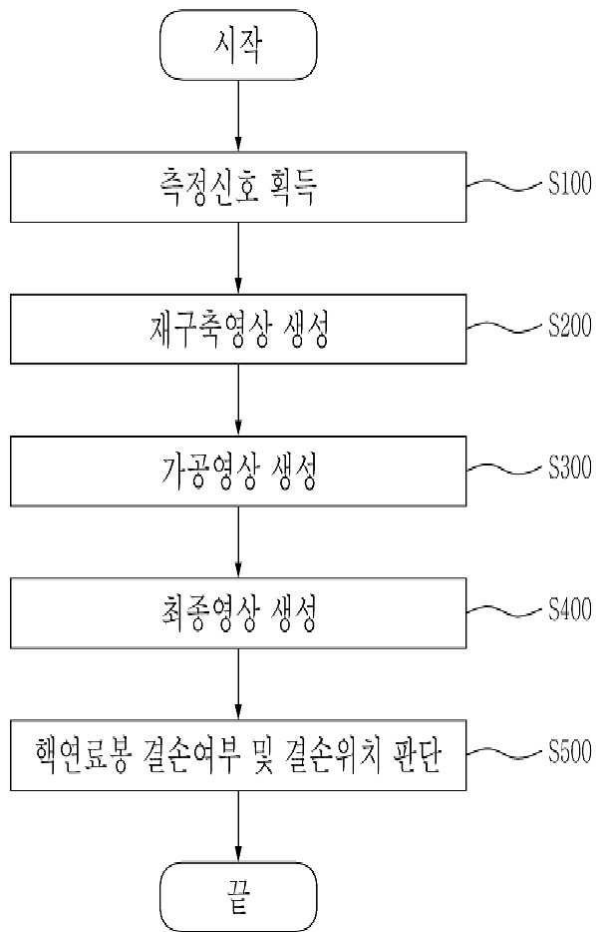 시작
측정신호 획득
S100
재구축영상 생성
S200
가공영상 생성
S300
최종영상 생성
S400
핵연료봉 결손여부 및 결손위치 판단
S500
끝